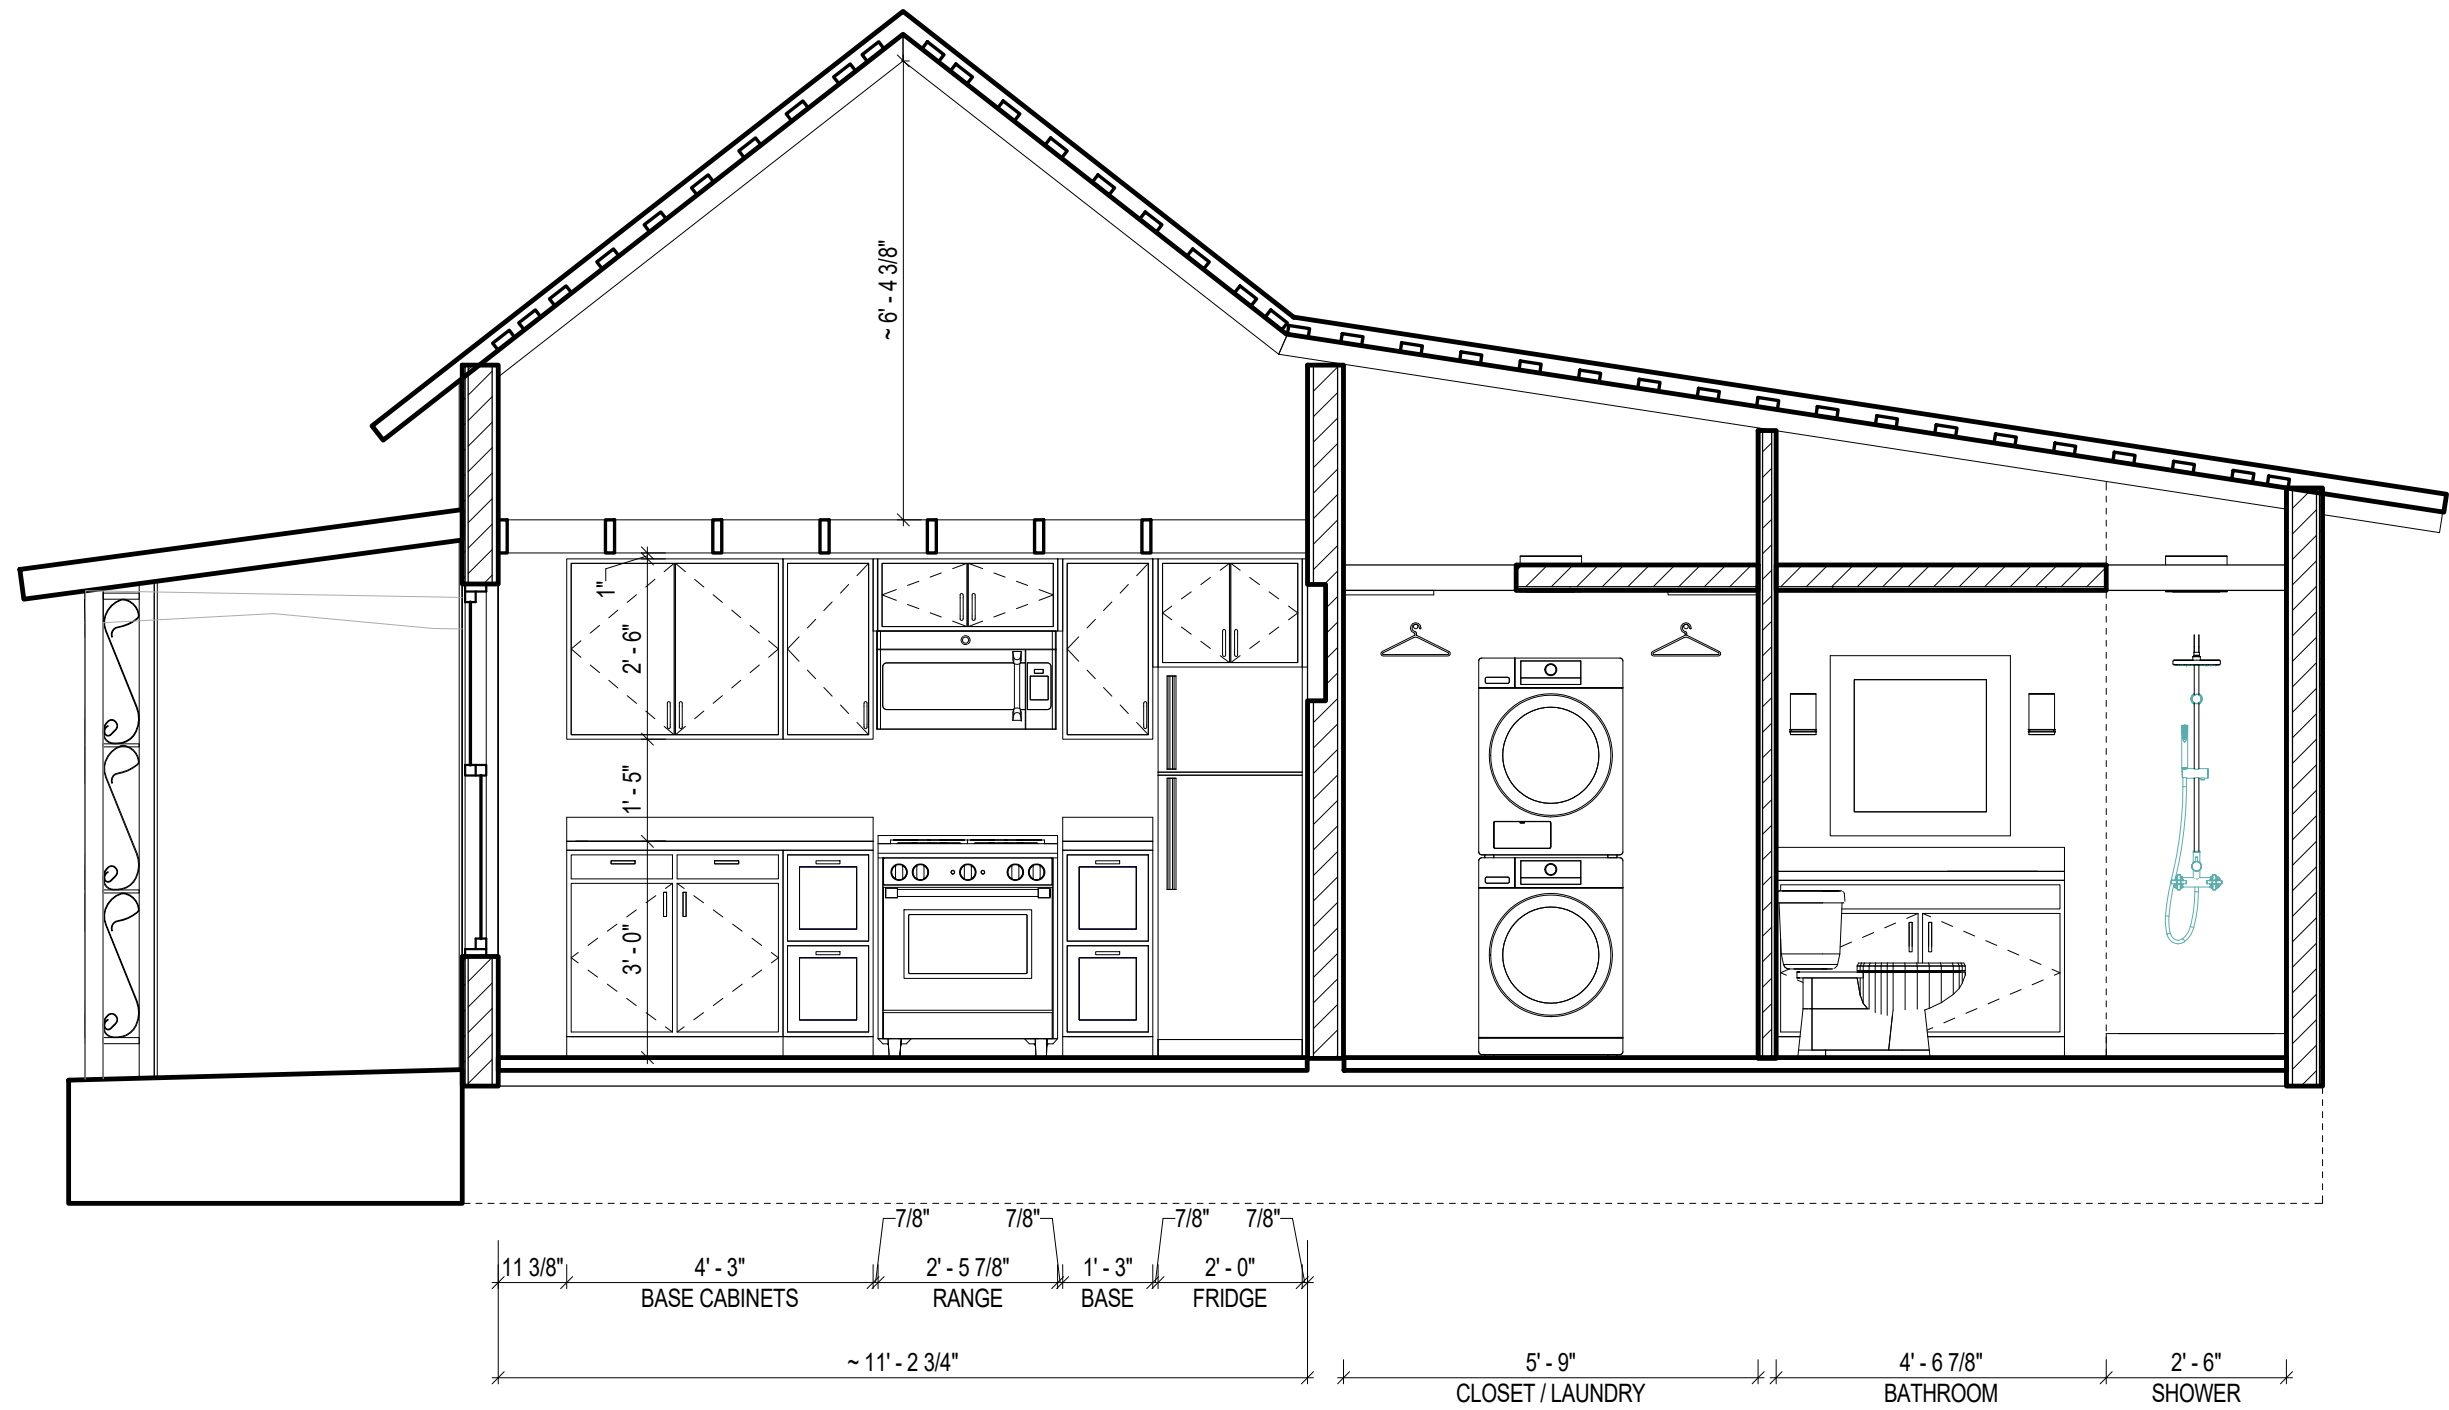 ~ 6' - 4 3/8"
1"
2' - 6"
1' - 5"
3' - 0"
7/8" 7/8" 7/8" 7/8"
11 3/8" 4' - 3" 2' - 5 7/8" 1' - 3" 2' - 0"
BASE CABINETS RANGE BASE FRIDGE
~ 11' - 2 3/4" 5' - 9" 4' - 6 7/8" 2' - 6"
CLOSET / LAUNDRY BATHROOM SHOWER